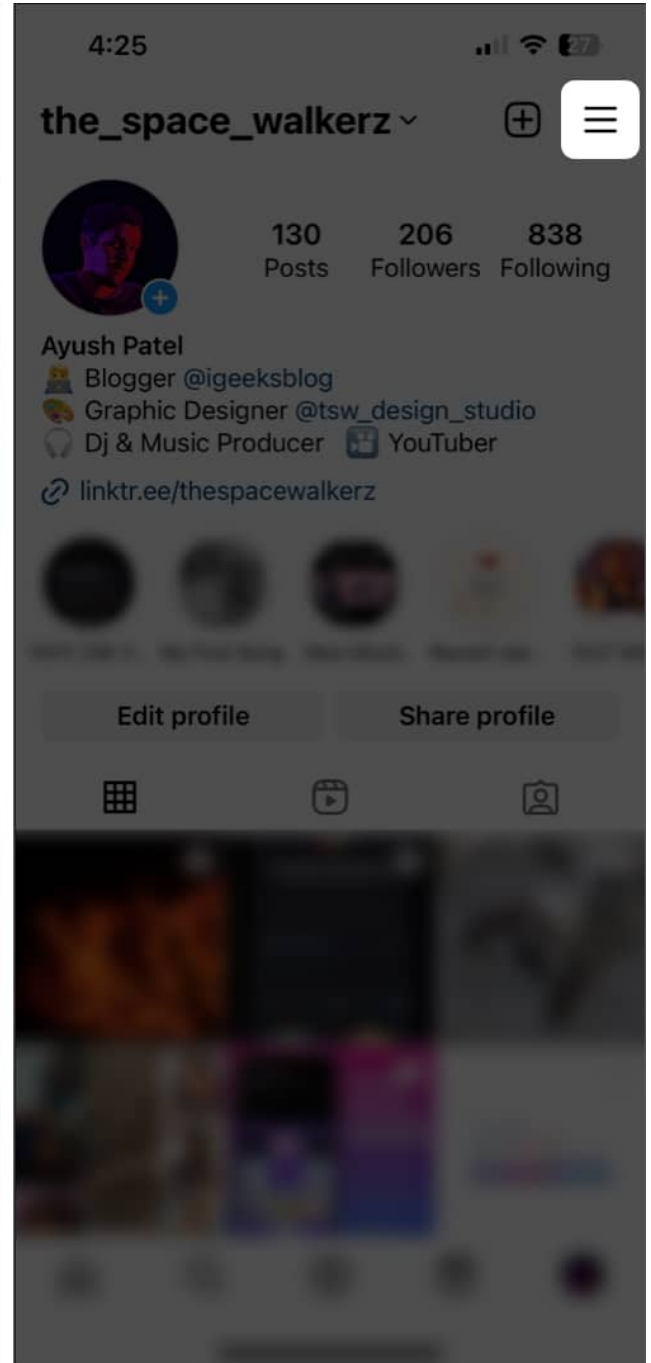 4:25 27
the_space_walkerz
130 206 838
Posts Followers Following
Ayush Patel
Blogger @igeeksblog
Graphic Designer @tsw_design_studio
Dj & Music Producer YouTuber
linktr.ee/thespacewalkerz
Edit profile Share profile